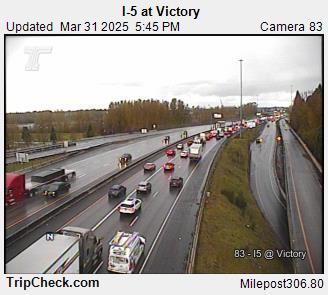 I-5 at Victory
Updated Mar 31 2025 5:45 PM Camera 83
T
N
83 - I5 @ Victory
TripCheck.com Milepost306.80